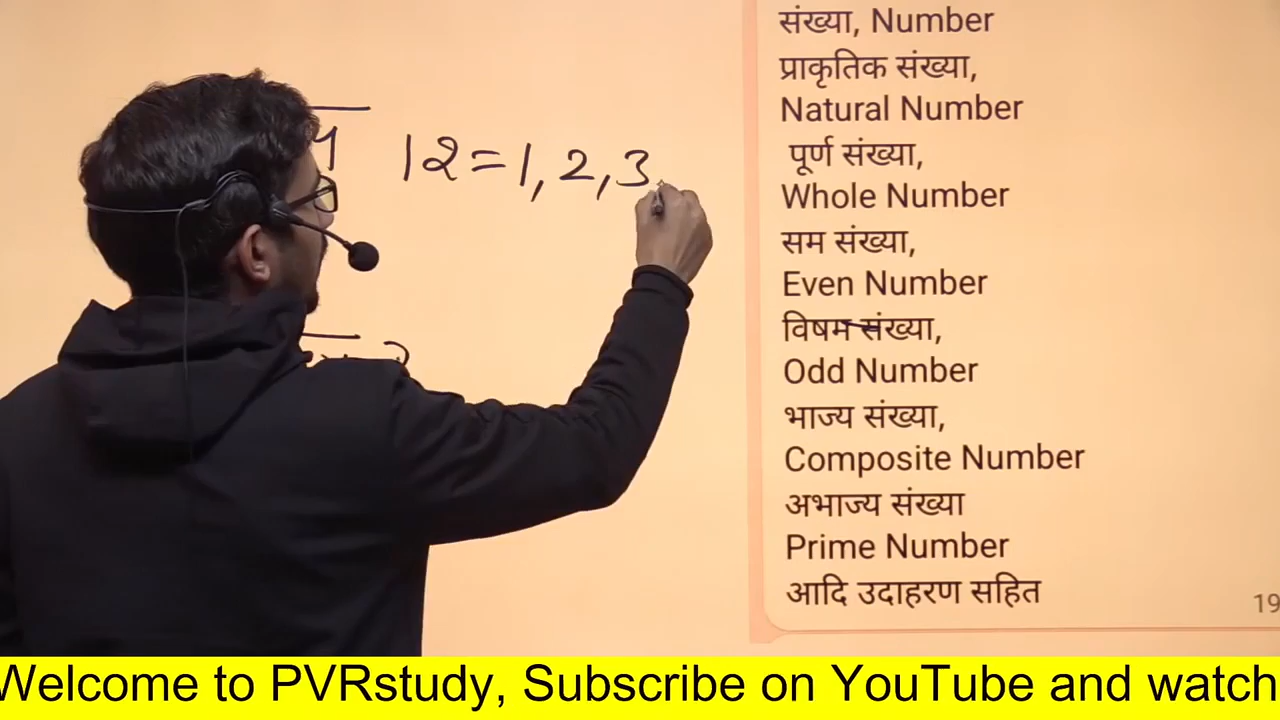 12=1,2,3,
संख्या, Number
प्राकृतिक संख्या,
Natural Number
पूर्ण संख्या,
Whole Number
सम संख्या,
Even Number
विषम संख्या,
Odd Number
भाज्य संख्या,
Composite Number
अभाज्य संख्या
Prime Number
आदि उदाहरण सहित
19
Welcome to PVRstudy, Subscribe on YouTube and watch